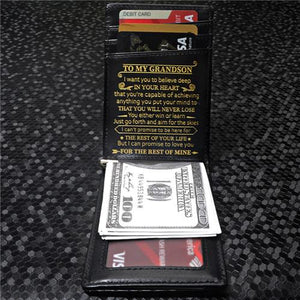 DEBIT CARD
VISA
TO MY GRANDSON
I want you to believe deep
IN YOUR HEART
that you're capable of achieving
anything you put your mind to
THAT YOU WILL NEVER LOSE
You either win or learn
Just go forth and aim for the skies
I can't promise to be here for
THE REST OF YOUR LIFE
But I can promise to love you
FOR THE REST OF MINE
100
VISA